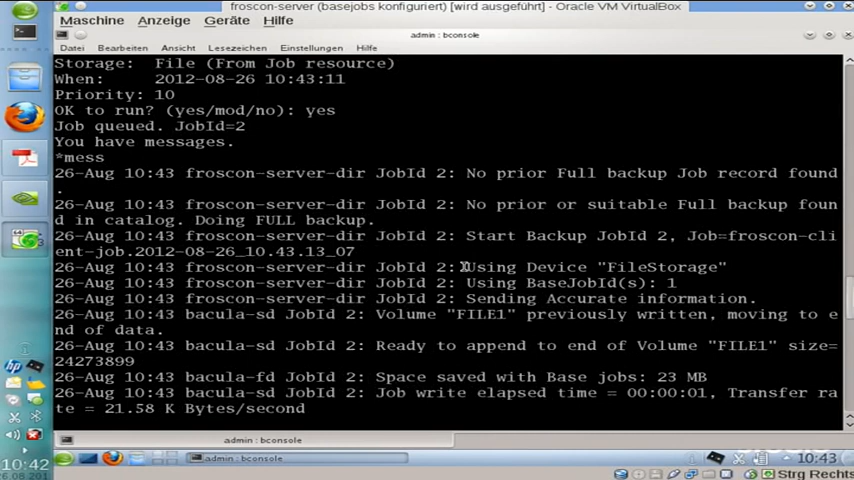 froscon-server (basejobs konfiguriert) [wird ausgeführt] - Oracle VM VirtualBox
Maschine Anzeige Geräte Hilfe
admin : bconsole
Datei Bearbeiten Ansicht Lesezeichen Einstellungen Hilfe
Storage: File (From Job resource)
When: 2012-08-26 10:43:11
Priority: 10
OK to run? (yes/mod/no): yes
Job queued. JobId=2
You have messages.
*mess
26-Aug 10:43 froscon-server-dir JobId 2: No prior Full backup Job record found
.
26-Aug 10:43 froscon-server-dir JobId 2: No prior or suitable Full backup foun
d in catalog. Doing FULL backup.
26-Aug 10:43 froscon-server-dir JobId 2: Start Backup JobId 2, Job=froscon-cli
ent-job.2012-08-26_10.43.13_07
26-Aug 10:43 froscon-server-dir JobId 2: Using Device "FileStorage"
26-Aug 10:43 froscon-server-dir JobId 2: Using BaseJobId(s): 1
26-Aug 10:43 froscon-server-dir JobId 2: Sending Accurate information.
26-Aug 10:43 bacula-sd JobId 2: Volume "FILE1" previously written, moving to e
nd of data.
26-Aug 10:43 bacula-sd JobId 2: Ready to append to end of Volume "FILE1" size=
24273899
26-Aug 10:43 bacula-fd JobId 2: Space saved with Base jobs: 23 MB
26-Aug 10:43 bacula-sd JobId 2: Job write elapsed time = 00:00:01, Transfer ra
te = 21.58 K Bytes/second
admin : bconsole
admin : bconsole
10:43
hp
10:42
Strg Rechts